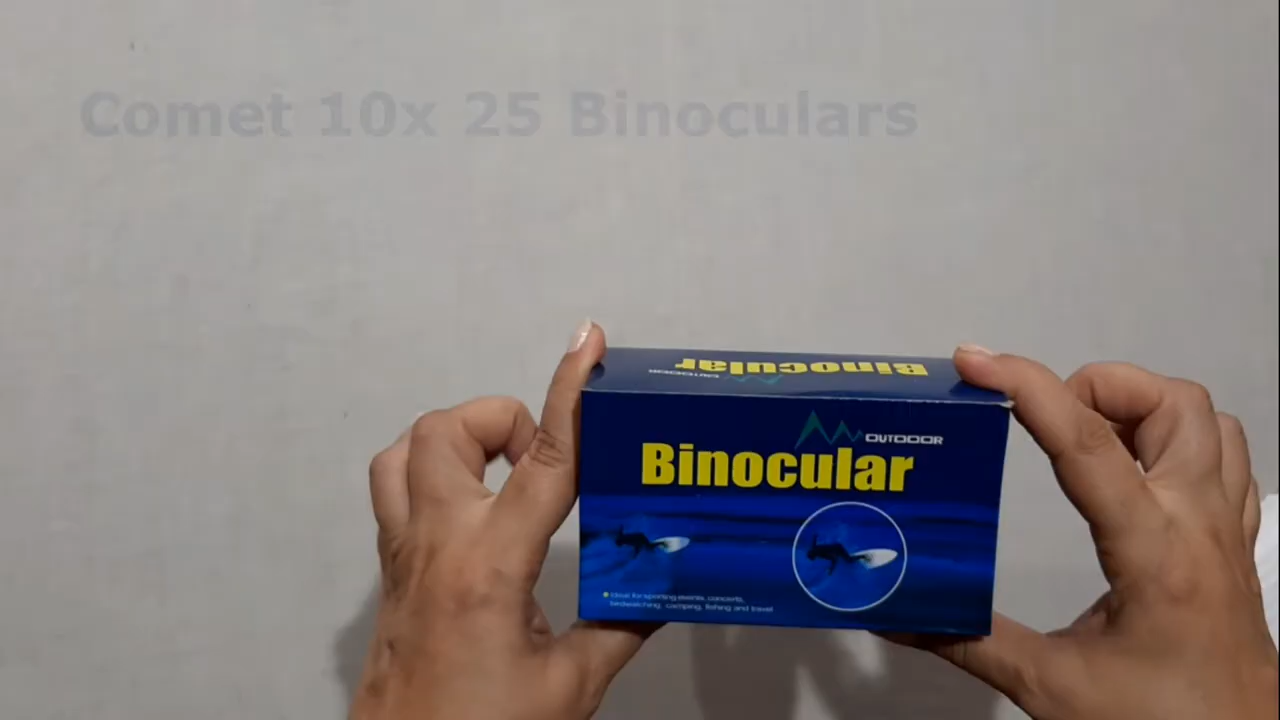 Comet 10x 25 Binoculars
Binocular
OUTDOOR
OUTDOOR
Binocular
Ideal for sporting events, concerts,
birdwatching, camping, fishing and travel